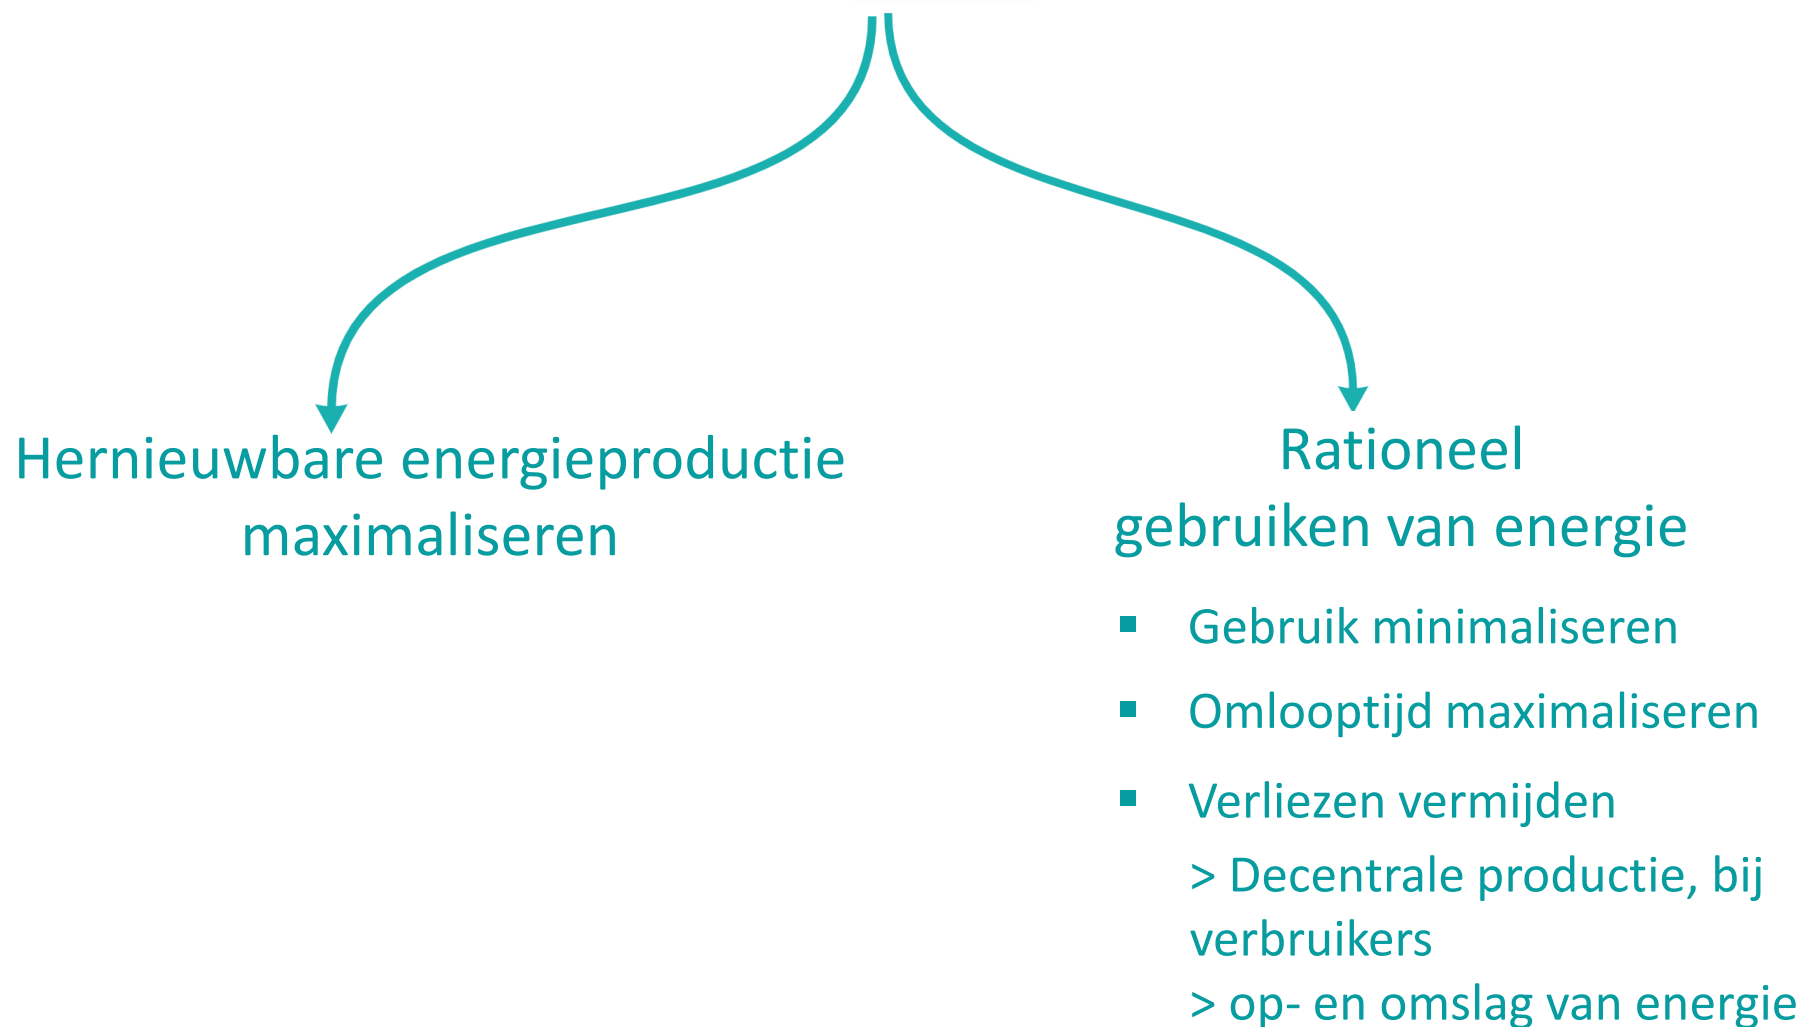 Hernieuwbare energieproductie
maximaliseren
Rationeel
gebruiken van energie
▪ Gebruik minimaliseren
▪ Omlooptijd maximaliseren
▪ Verliezen vermijden
> Decentrale productie, bij
verbruikers
> op- en omslag van energie